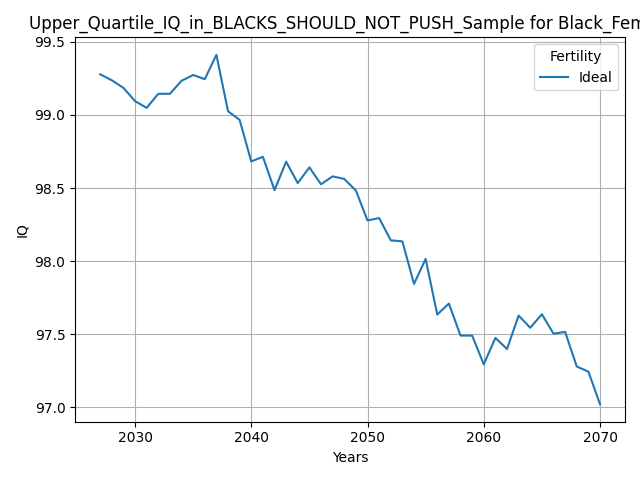 Upper_Quartile_IQ_in_BLACKS_SHOULD_NOT_PUSH_Sample for Black_Fem
99.5
Fertility
Ideal
99.0
98.5
IQ
98.0
97.5
97.0
2030 2040 2050 2060 2070
Years